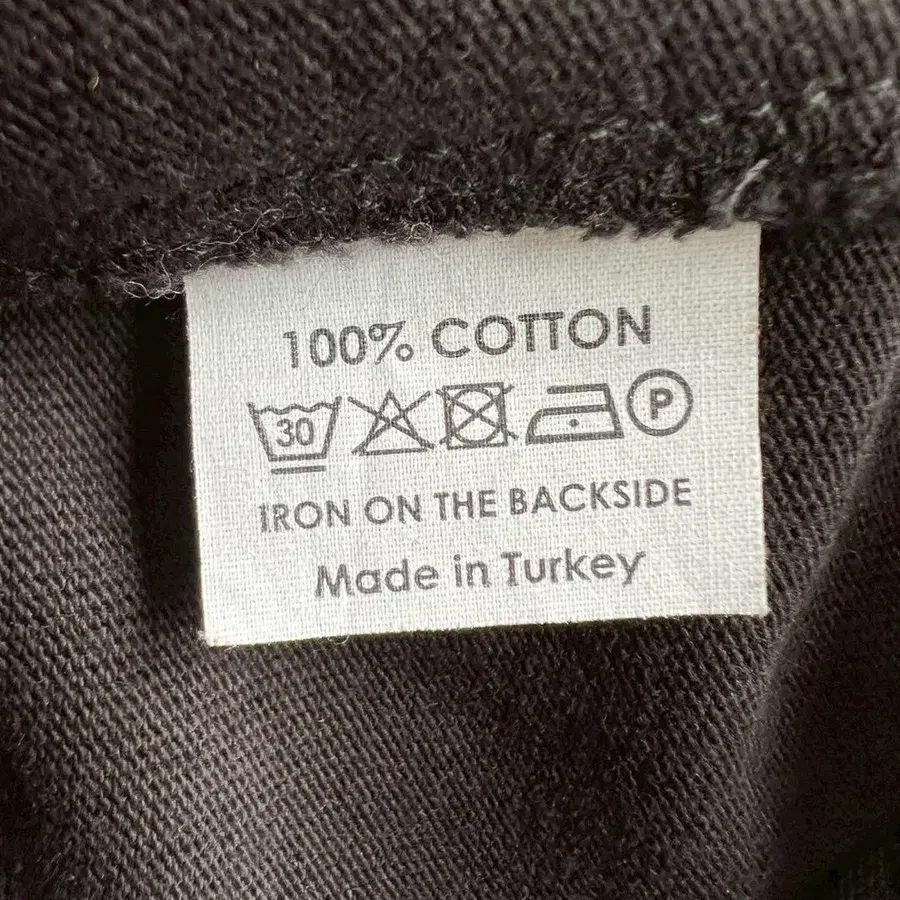 100% COTTON
30 P
IRON ON THE BACKSIDE
Made in Turkey